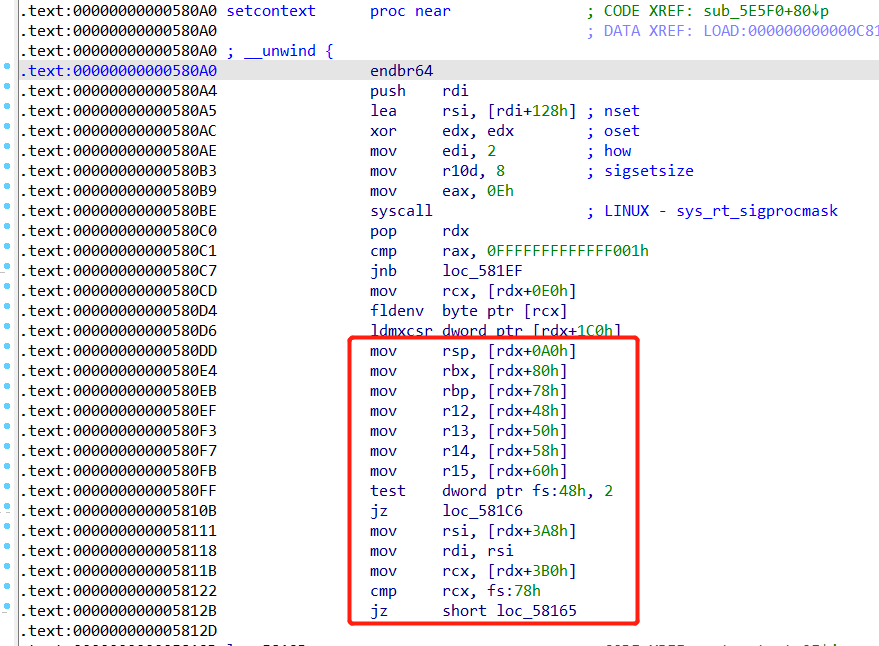 .text:00000000000580A0 setcontext proc near ; CODE XREF: sub_5E5F0+80↓p
.text:00000000000580A0 ; DATA XREF: LOAD:000000000000C81
.text:00000000000580A0 ; __unwind {
.text:00000000000580A0 endbr64
.text:00000000000580A4 push rdi
.text:00000000000580A5 lea rsi, [rdi+128h] ; nset
.text:00000000000580AC xor edx, edx ; oset
.text:00000000000580AE mov edi, 2 ; how
.text:00000000000580B3 mov r10d, 8 ; sigsetsize
.text:00000000000580B9 mov eax, 0Eh
.text:00000000000580BE syscall ; LINUX - sys_rt_sigprocmask
.text:00000000000580C0 pop rdx
.text:00000000000580C1 cmp rax, 0FFFFFFFFFFFFF001h
.text:00000000000580C7 jnb loc_581EF
.text:00000000000580CD mov rcx, [rdx+0E0h]
.text:00000000000580D4 fldenv byte ptr [rcx]
.text:00000000000580D6 ldmxcsr dword ptr [rdx+1C0h]
.text:00000000000580DD mov rsp, [rdx+0A0h]
.text:00000000000580E4 mov rbx, [rdx+80h]
.text:00000000000580EB mov rbp, [rdx+78h]
.text:00000000000580EF mov r12, [rdx+48h]
.text:00000000000580F3 mov r13, [rdx+50h]
.text:00000000000580F7 mov r14, [rdx+58h]
.text:00000000000580FB mov r15, [rdx+60h]
.text:00000000000580FF test dword ptr fs:48h, 2
.text:000000000005810B jz loc_581C6
.text:0000000000058111 mov rsi, [rdx+3A8h]
.text:0000000000058118 mov rdi, rsi
.text:000000000005811B mov rcx, [rdx+3B0h]
.text:0000000000058122 cmp rcx, fs:78h
.text:000000000005812B jz short loc_58165
.text:000000000005812D